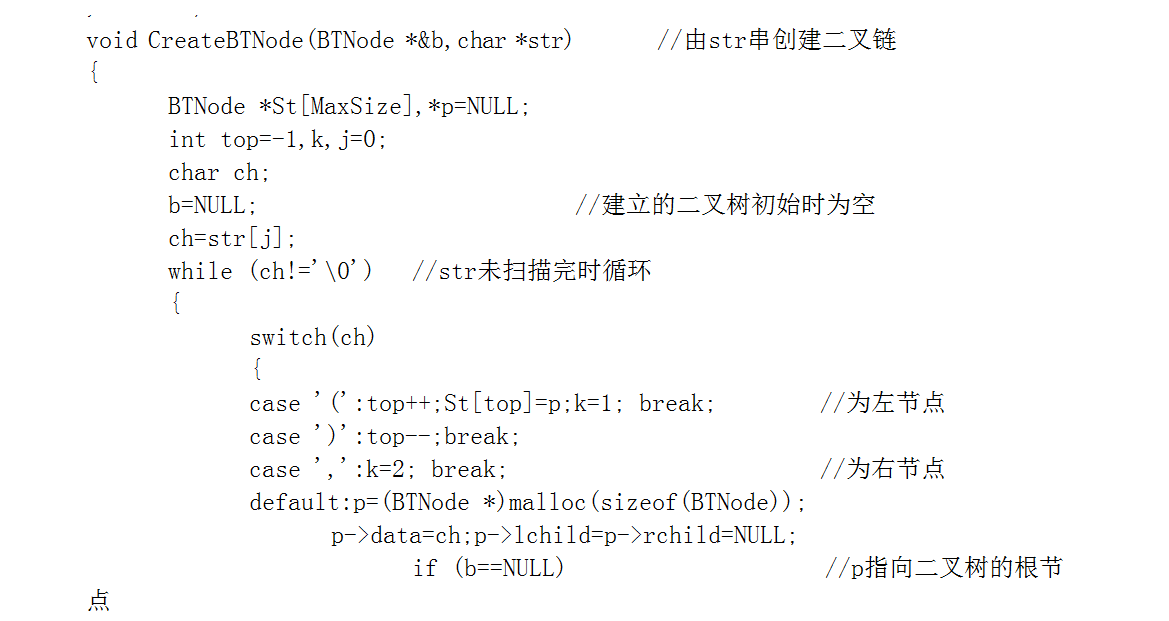 void CreateBTNode(BTNode *&b,char *str) //由str串创建二叉链
{
BTNode *St[MaxSize],*p=NULL;
int top=-1,k,j=0;
char ch;
b=NULL; //建立的二叉树初始时为空
ch=str[j];
while (ch!='\0') //str未扫描完时循环
{
switch(ch)
{
case '(':top++;St[top]=p;k=1; break; //为左节点
case ')':top--;break;
case ',':k=2; break; //为右节点
default:p=(BTNode *)malloc(sizeof(BTNode));
p->data=ch;p->lchild=p->rchild=NULL;
if (b==NULL) //p指向二叉树的根节
点